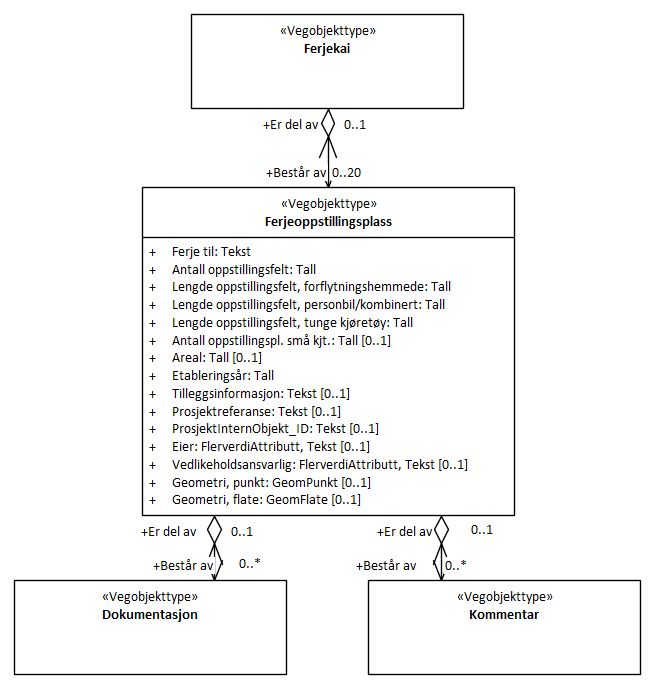 «Vegobjekttype»
Ferjekai
+Er del av 0..1
+Består av 0..20
«Vegobjekttype»
Ferjeoppstillingsplass
+ Ferje til: Tekst
+ Antall oppstillingsfelt: Tall
+ Lengde oppstillingsfelt, forflytningshemmede: Tall
+ Lengde oppstillingsfelt, personbil/kombinert: Tall
+ Lengde oppstillingsfelt, tunge kjøretøy: Tall
+ Antall oppstillingspl. små kjt.: Tall [0..1]
+ Areal: Tall [0..1]
+ Etableringsår: Tall
+ Tilleggsinformasjon: Tekst [0..1]
+ Prosjektreferanse: Tekst [0..1]
+ ProsjektInternObjekt_ID: Tekst [0..1]
+ Eier: FlerverdiAttributt, Tekst [0..1]
+ Vedlikeholdsansvarlig: FlerverdiAttributt, Tekst [0..1]
+ Geometri, punkt: GeomPunkt [0..1]
+ Geometri, flate: GeomFlate [0..1]
+Er del av 0..1 +Er del av 0..1
+Består av 0..* +Består av 0..*
«Vegobjekttype»
Dokumentasjon
«Vegobjekttype»
Kommentar